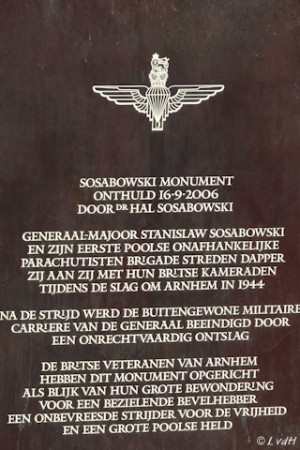 SOSABOWSKI MONUMENT
ONTHULD 16-9-2006
DOOR DR HAL SOSABOWSKI
GENERAAL-MAJOOR STANISLAW SOSABOWSKI
EN ZIJN EERSTE POOLSE ONAFHANKELIJKE
PARACHUTISTEN BRIGADE STREDEN DAPPER
ZIJ AAN ZIJ MET HUN BRITSE KAMERADEN
TIJDENS DE SLAG OM ARNHEM IN 1944
NA DE STRIJD WERD DE BUITENGEWONE MILITAIRE
CARRIERE VAN DE GENERAAL BEEINDIGD DOOR
EEN ONRECHTVAARDIG ONTSLAG
DE BRITSE VETERANEN VAN ARNHEM
HEBBEN DIT MONUMENT OPGERICHT
ALS BLIJK VAN HUN GROTE BEWONDERING
VOOR EEN BEZIELENDE BEVELHEBBER
EEN ONBEVREESDE STRIJDER VOOR DE VRIJHEID
EN EEN GROTE POOLSE HELD
© LvdH